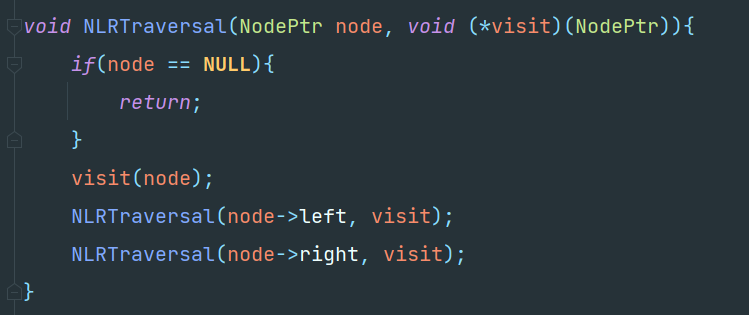 void NLRTraversal(NodePtr node, void (*visit)(NodePtr)){
    if(node == NULL){
        return;
    }
    visit(node);
    NLRTraversal(node->left, visit);
    NLRTraversal(node->right, visit);
}